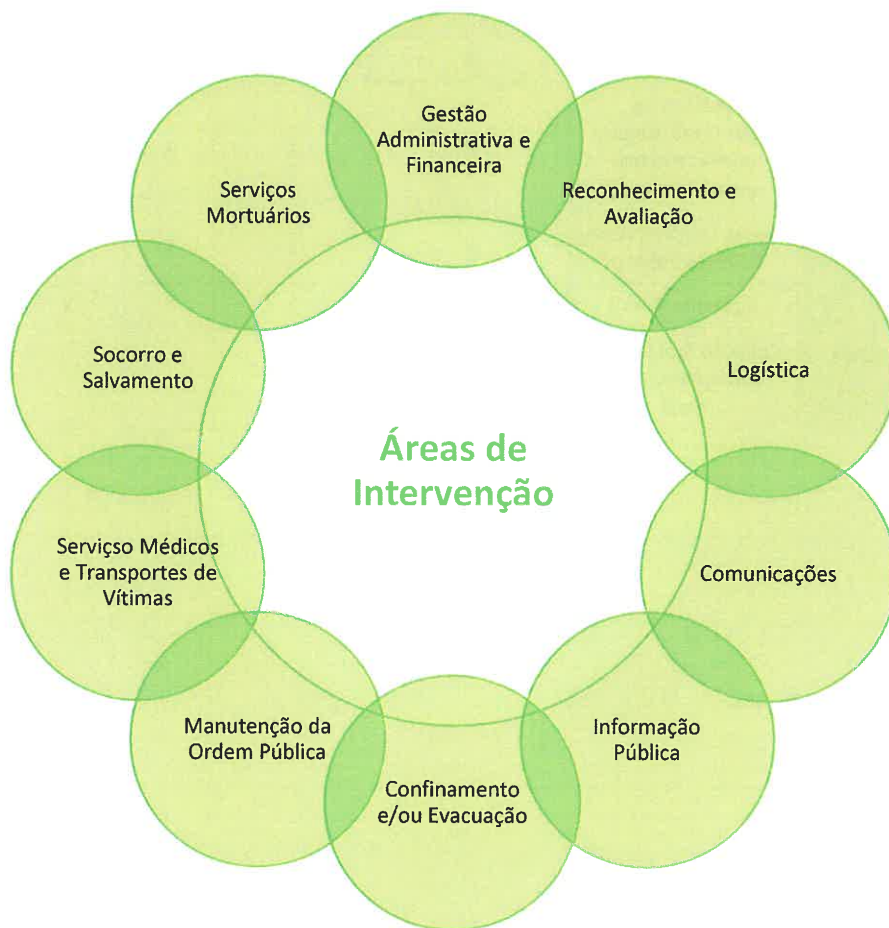 Gestão
Administrativa e
Financeira
Reconhecimento e
Avaliação
Logística
Comunicações
Informação
Pública
Confinamento
e/ou Evacuação
Manutenção da
Ordem Pública
Serviçso Médicos
e Transportes de
Vítimas
Socorro e
Salvamento
Serviços
Mortuários
Áreas de
Intervenção